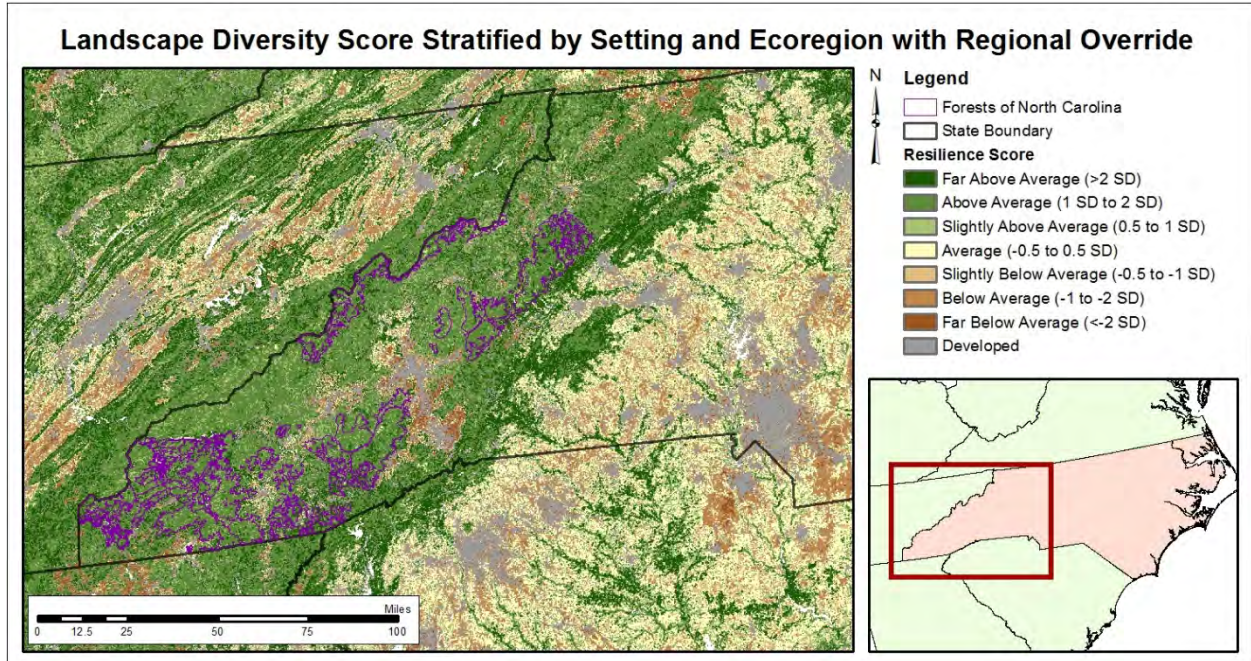 Landscape Diversity Score Stratified by Setting and Ecoregion with Regional Override
N
Legend
Forests of North Carolina
State Boundary
Resilience Score
Far Above Average (>2 SD)
Above Average (1 SD to 2 SD)
Slightly Above Average (0.5 to 1 SD)
Average (-0.5 to 0.5 SD)
Slightly Below Average (-0.5 to -1 SD)
Below Average (-1 to -2 SD)
Far Below Average (<-2 SD)
Developed
Miles
0 12.5 25 50 75 100